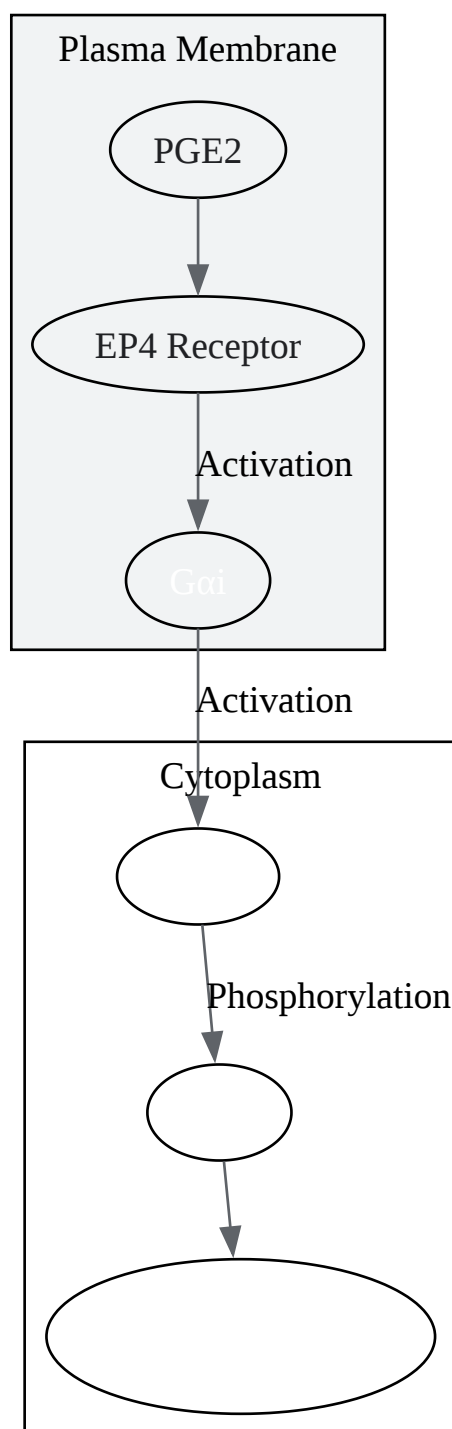 Plasma Membrane
PGE2
EP4 Receptor
Activation
Gαi
Activation
Cytoplasm
Phosphorylation